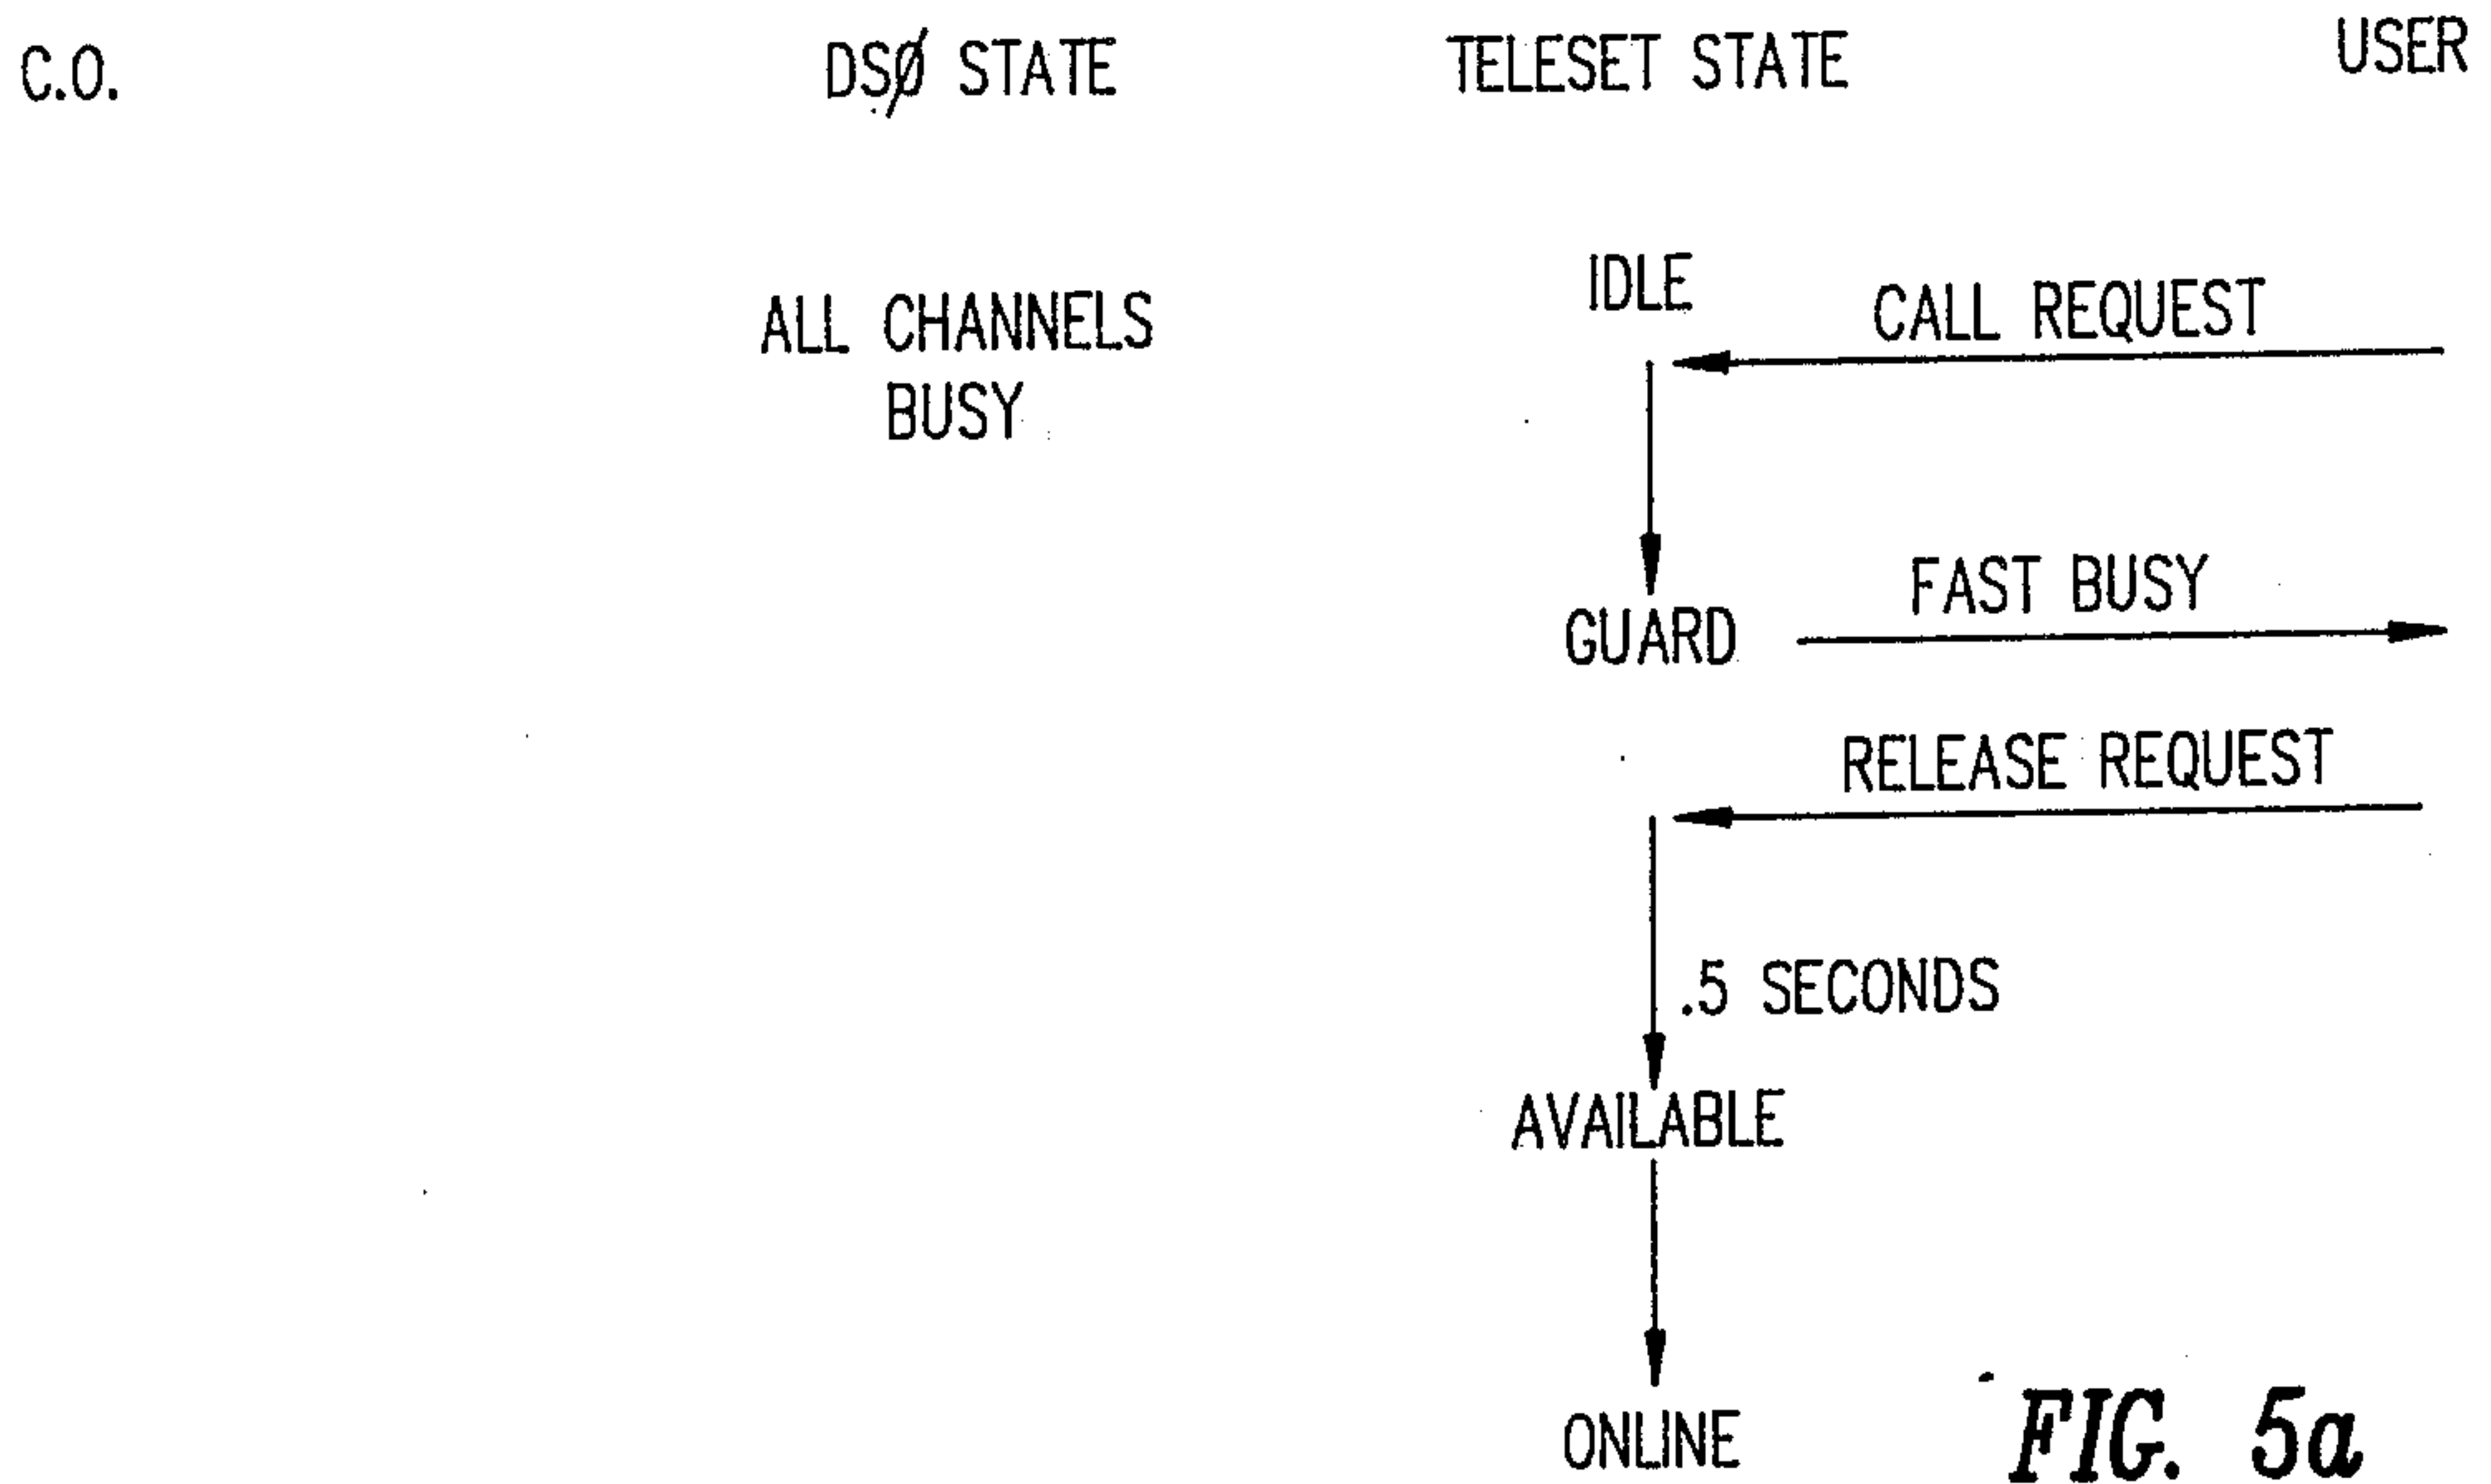 C.O. DSØ STATE TELESET STATE USER
IDLE
CALL REQUEST
ALL CHANNELS
BUSY
FAST BUSY
GUARD
RELEASE REQUEST
.5 SECONDS
AVAILABLE
ONLINE
FIG. 5a